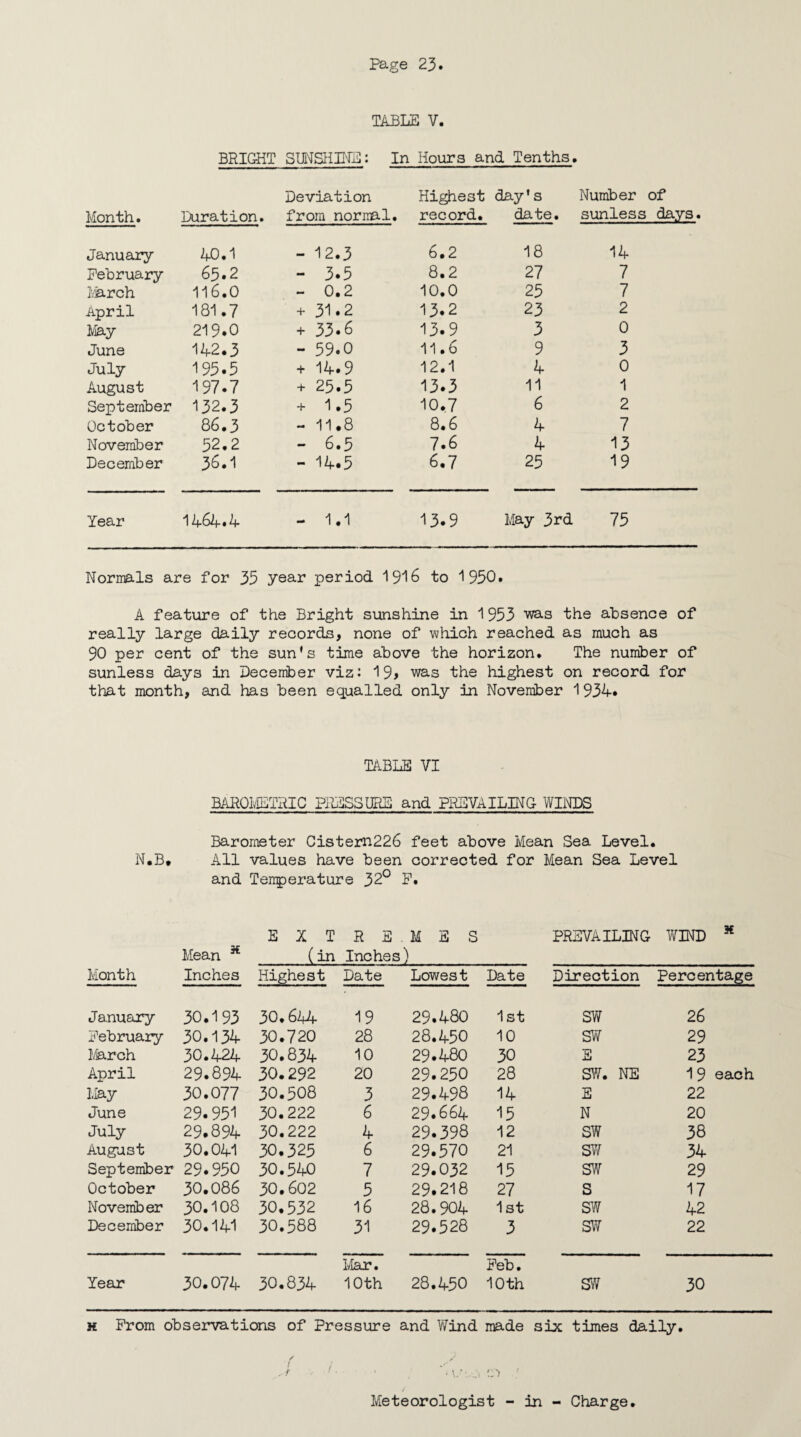 Page 23.
TABLE V.
BRIGHT SUNSHINE: In Hours and Tenths.
Deviation Highest day's Number of
Month. Duration. from normal. record. date. sunless days.
January 40.1 - 12.3 6.2 18 14
February 65.2 - 3.5 8.2 27 7
March 116.0 - 0.2 10.0 25 7
April 181.7 + 31.2 13.2 23 2
May 219.0 + 33.6 13.9 3 0
June 142.3 - 59.0 11.6 9 3
July 195.5 + 14.9 12.1 4 0
August 197.7 + 25.5 13.3 11 1
September 132.3 + 1.5 10.7 6 2
October 86.3 - 11.8 8.6 4 7
November 52.2 - 6.5 7.6 4 13
December 36.1 - 14.5 6.7 25 19
Year 1464.4 - 1.1 13.9 May 3rd 75
Normals are for 35 year period 1916 to 1950.
A feature of the Bright sunshine in 1953 was the absence of
really large daily records, none of which reached as much as
90 per cent of the sun's time above the horizon. The number of
sunless days in December viz: 19, was the highest on record for
that month, and has been equalled only in November 1934.
TABLE VI
BAROMETRIC PRESSURE and PREVAILING WINDS
Barometer Cistern226 feet above Mean Sea Level.
N.B. All values have been corrected for Mean Sea Level
and Temperature 32° F.
E X T R E M E S PREVAILING WIND ж
Mean ж (in Inches)
Month Inches Highest Date Lowest Date Direction Percentage
January 30.193 30.644 19 29.480 1st SW 26
February 30.134 30.720 28 28.450 10 SW 29
March 30.424 30.834 10 29.480 30 E 23
April 29.894 30.292 20 29.250 28 SW. NE 19 each
May 30.077 30.508 3 29.498 14 E 22
June 29.951 30.222 6 29.664 15 N 20
July 29.894 30.222 4 29.398 12 SW 38
August 30.041 30.325 6 29.570 21 SW 34
September 29.950 30.540 7 29.032 15 SW 29
October 30.086 30.602 5 29.218 27 S 17
November 30.108 30.532 16 28.904 1st SW 42
December 30.141 30.588 31 29.528 3 SW 22
Mar. Feb.
Year 30.074 30.834 10th 28.450 10th SW 30
ж From observations of Pressure and Wind made six times daily.
Meteorologist - in - Charge.